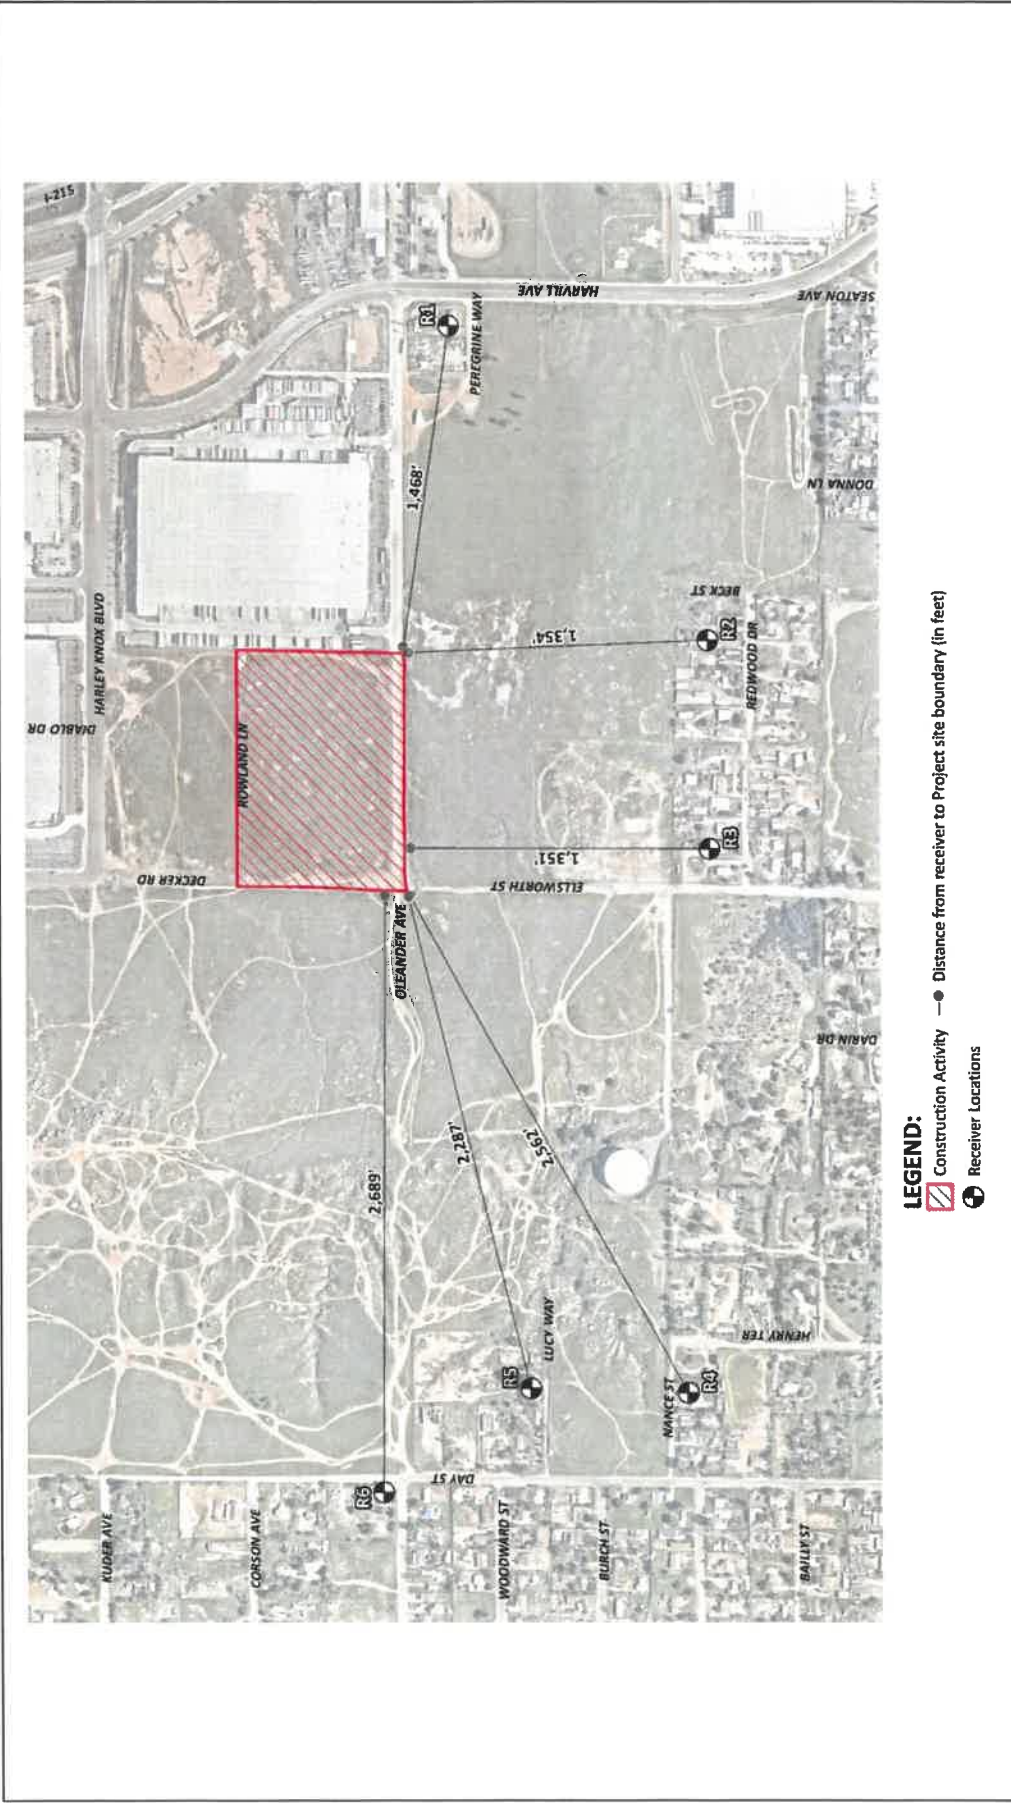 I-215
HARLEY KNOX BLVD
DIABLO DR
ROWLAND LN
DECKER RD
HARVILL AVE
SEATON AVE
R1
PEREGRINE WAY
1,468'
DONNA LN
BECK ST
1,354'
R2
REDWOOD DR
1,351'
R3
ELLSWORTH ST
OLEANDER AVE
DARIN DR
2,689'
2,287'
2,562'
R5
LUCY WAY
HENRY TER
NANCE ST
R4
R6
DAY ST
KUDER AVE
CORSON AVE
WOODWARD ST
BURCH ST
BAILLY ST
LEGEND:
Construction Activity
Distance from receiver to Project site boundary (in feet)
Receiver Locations